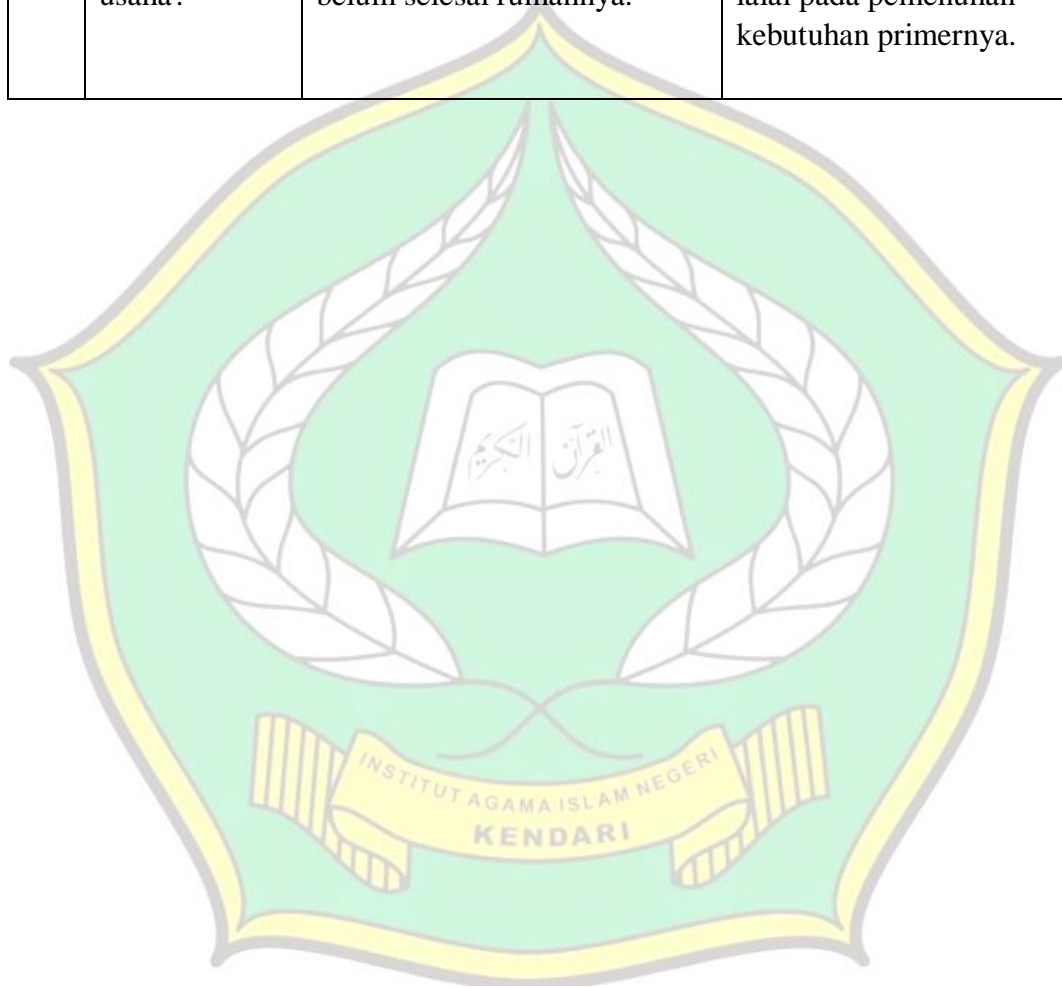 usaha?
belum selesai rumahnya.
lalai pada pemenuhan
kebutuhan primernya.
القرآن الكريم
INSTITUT AGAMA ISLAM NEGERI
KENDARI